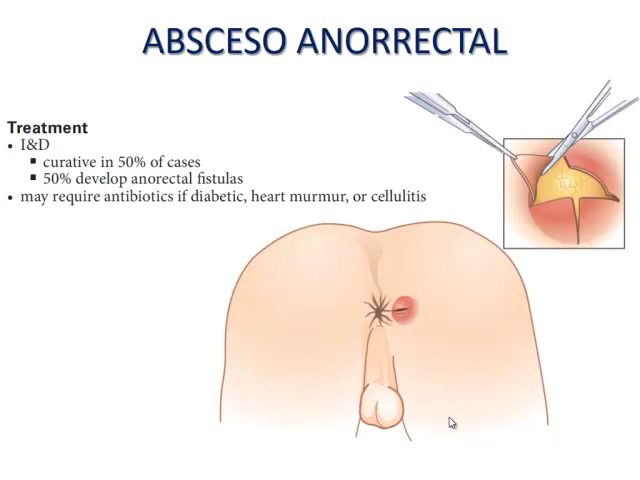 ABSCESO ANORRECTAL
Treatment
• I&D
▪ curative in 50% of cases
▪ 50% develop anorectal fistulas
• may require antibiotics if diabetic, heart murmur, or cellulitis